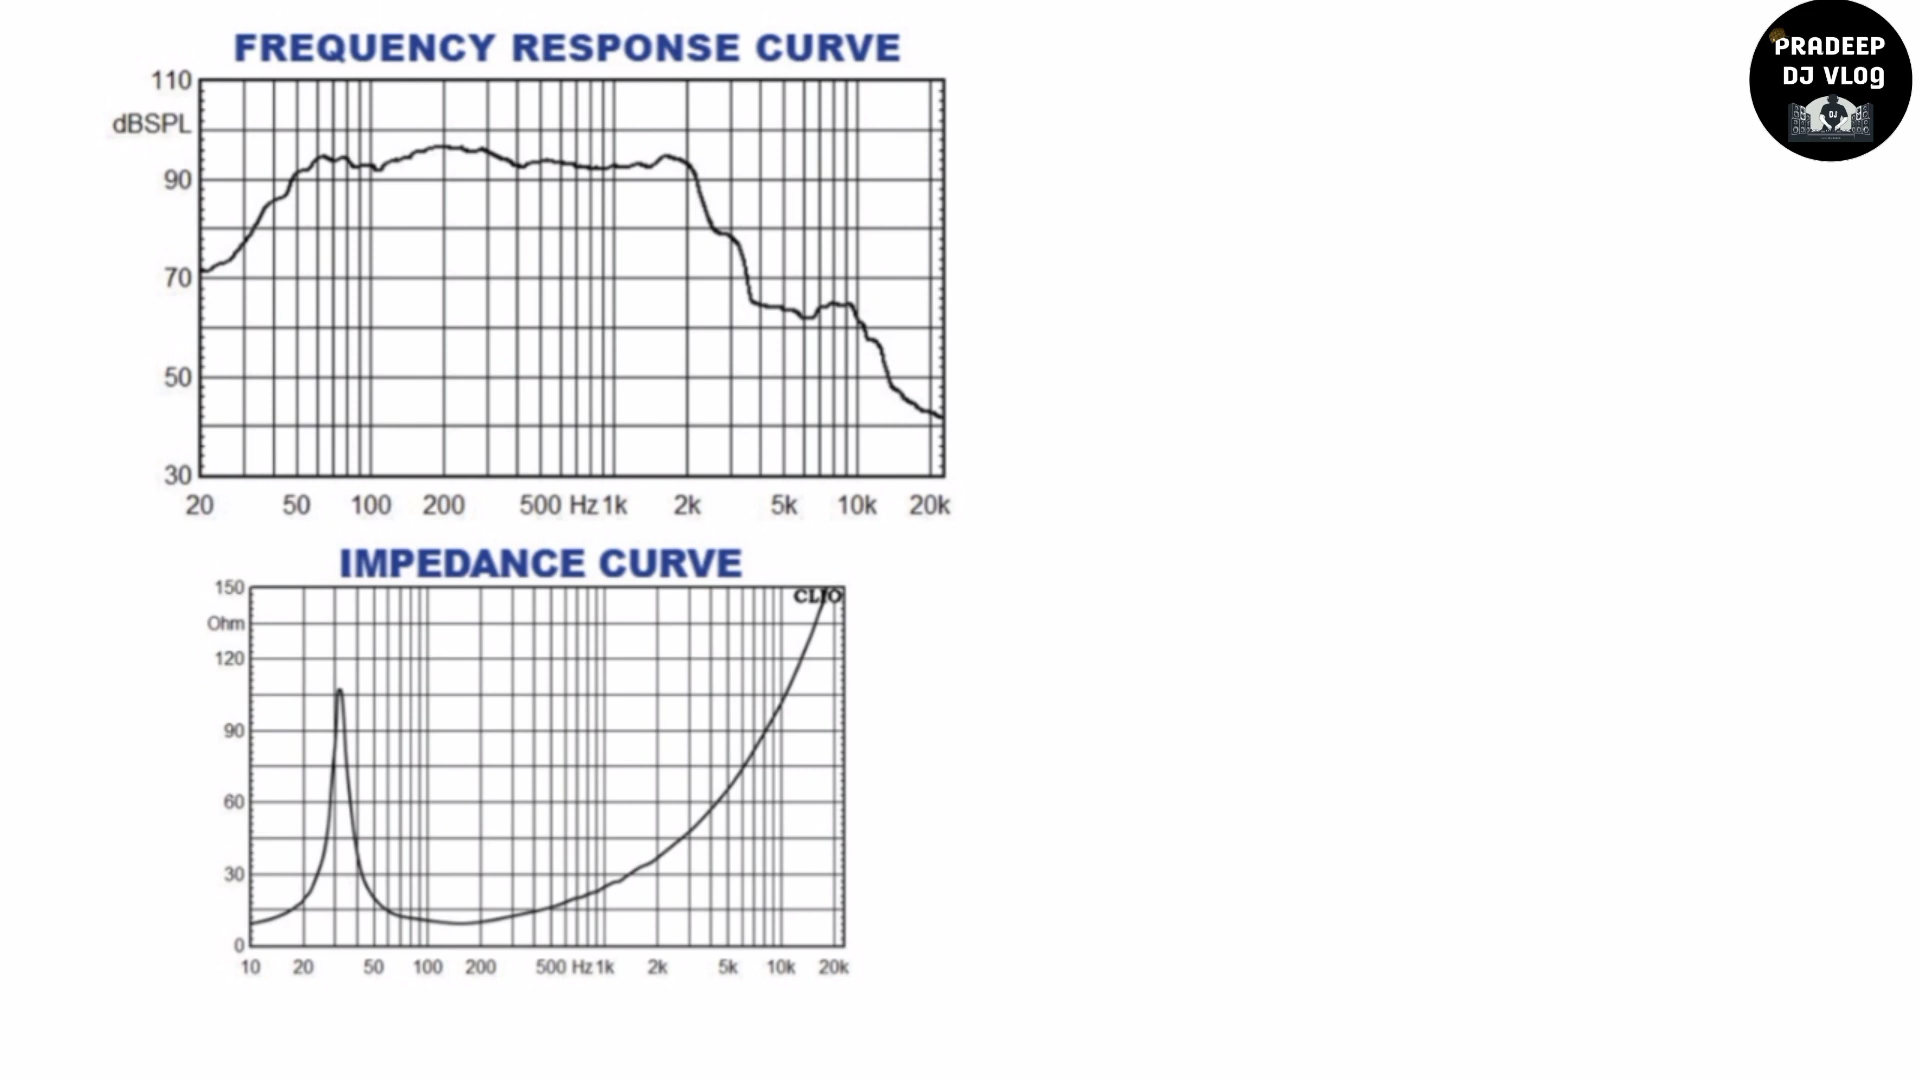 FREQUENCY RESPONSE CURVE
110
dBSPL
90
70
50
30
20 50 100 200 500 Hz 1k 2k 5k 10k 20k
IMPEDANCE CURVE
150
CLIO
Ohm
120
90
60
30
0
10 20 50 100 200 500 Hz 1k 2k 5k 10k 20k
PRADEEP
DJ VLOg
DJ